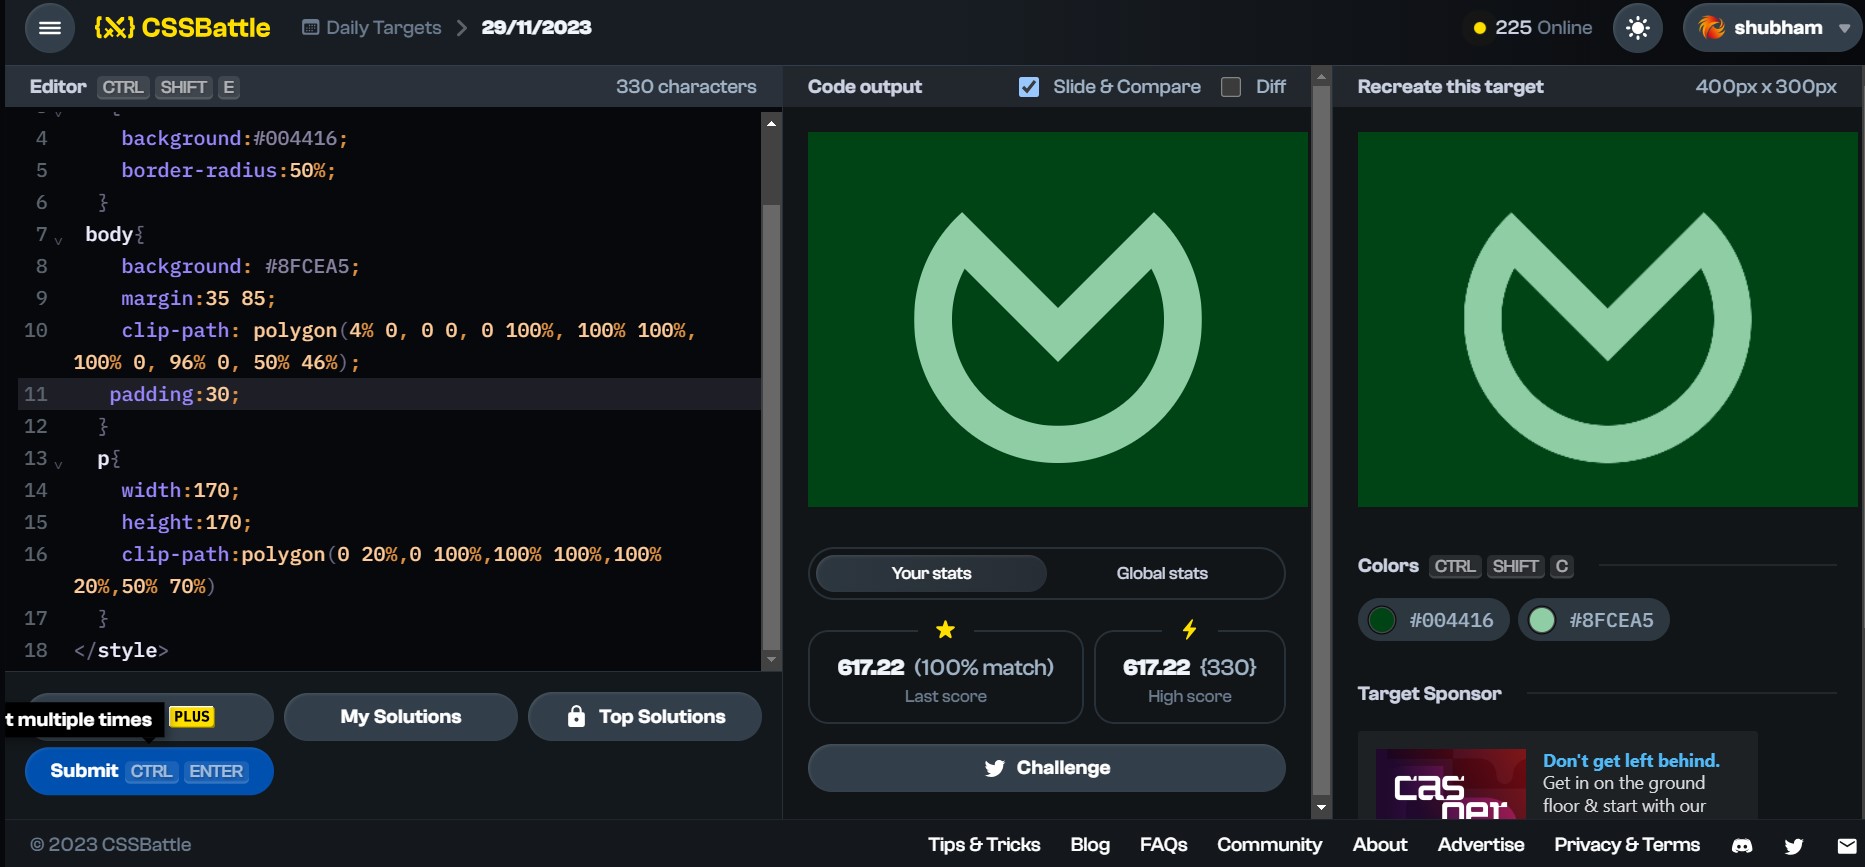 {X} CSSBattle
Daily Targets
29/11/2023
225 Online
shubham
Editor CTRL SHIFT E
330 characters
Code output
Slide & Compare
Diff
Recreate this target
400px x 300px
{
4 background:#004416;
5 border-radius:50%;
6 }
7 body{
8 background: #8FCEA5;
9 margin:35 85;
10 clip-path: polygon(4% 0, 0 0, 0 100%, 100% 100%,
100% 0, 96% 0, 50% 46%);
11 padding:30;
12 }
13 p{
14 width:170;
15 height:170;
16 clip-path:polygon(0 20%,0 100%,100% 100%,100%
20%,50% 70%)
17 }
18 </style>
t multiple times
PLUS
My Solutions
Top Solutions
Submit CTRL ENTER
Your stats
Global stats
617.22 (100% match)
Last score
617.22 {330}
High score
Challenge
Colors CTRL SHIFT C
#004416
#8FCEA5
Target Sponsor
Don't get left behind.
Get in on the ground
floor & start with our
© 2023 CSSBattle
Tips & Tricks
Blog
FAQs
Community
About
Advertise
Privacy & Terms